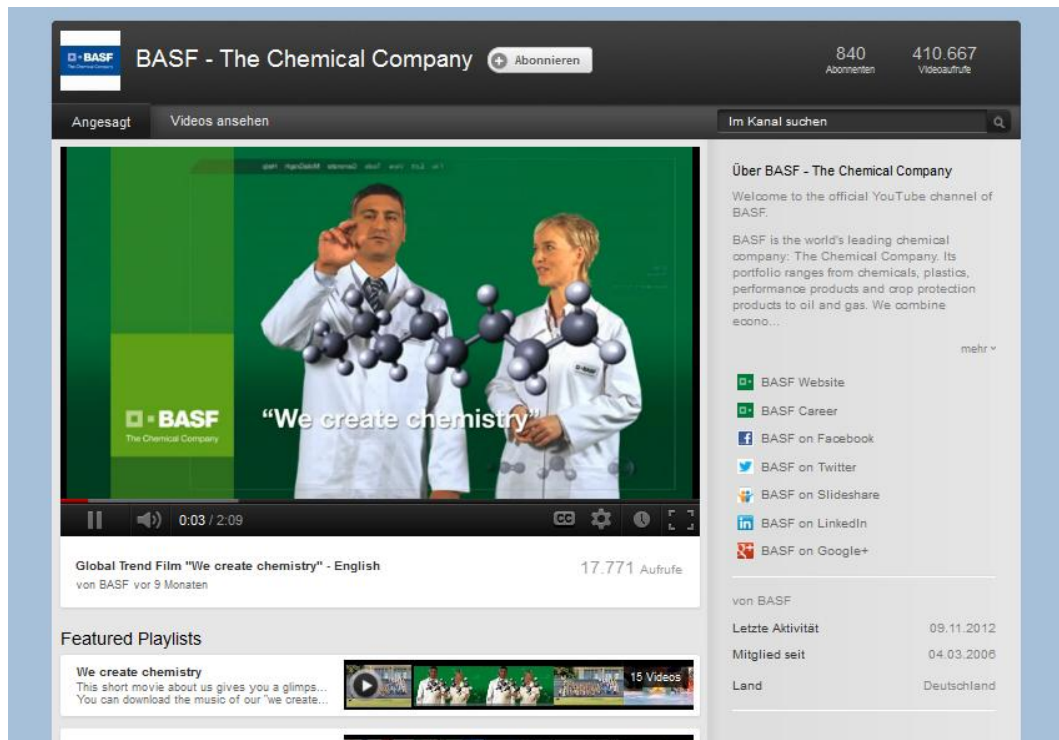 BASF
The Chemical Company
BASF - The Chemical Company
Abonnieren
840
Abonnenten
410.667
Videoaufrufe
Angesagt
Videos ansehen
Im Kanal suchen
BASF
The Chemical Company
"We create chemistry"
BASF
0:03 / 2:09
CC
Global Trend Film "We create chemistry" - English
von BASF vor 9 Monaten
17.771 Aufrufe
Featured Playlists
We create chemistry
This short movie about us gives you a glimps...
You can download the music of our "we create...
15 Videos
Über BASF - The Chemical Company
Welcome to the official YouTube channel of
BASF.
BASF is the world's leading chemical
company: The Chemical Company. Its
portfolio ranges from chemicals, plastics,
performance products and crop protection
products to oil and gas. We combine
econo...
mehr
BASF Website
BASF Career
BASF on Facebook
BASF on Twitter
BASF on Slideshare
BASF on LinkedIn
BASF on Google+
von BASF
Letzte Aktivität 09.11.2012
Mitglied seit 04.03.2006
Land Deutschland